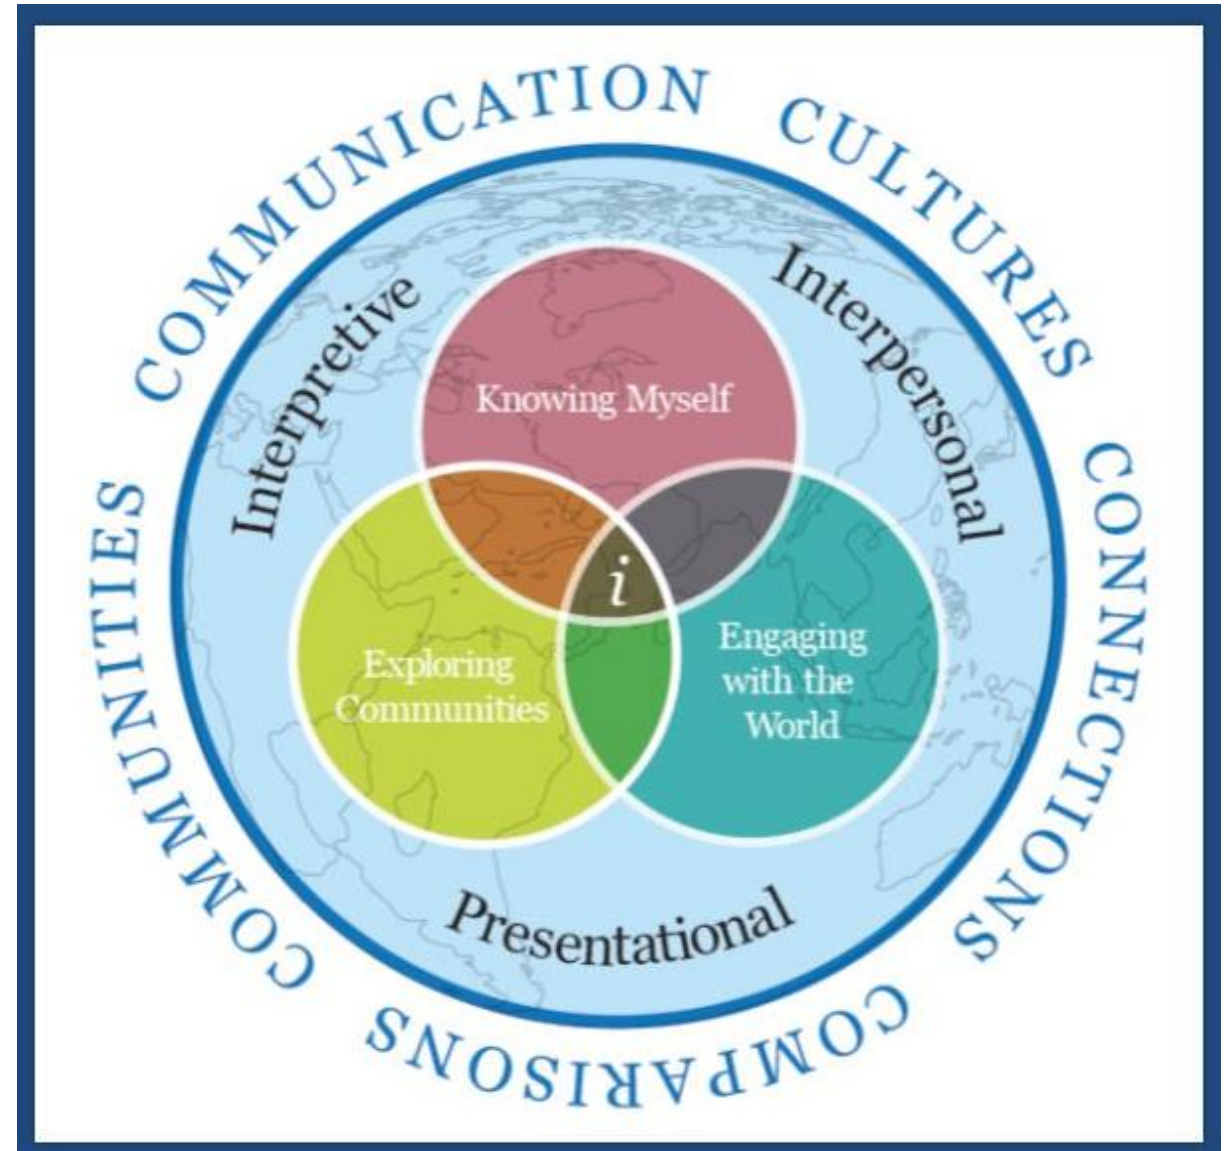 COMMUNICATION
CULTURES
CONNECTIONS
COMPARISONS
COMMUNITIES
Interpretive
Interpersonal
Presentational
Knowing Myself
i
Exploring
Communities
Engaging
with the
World